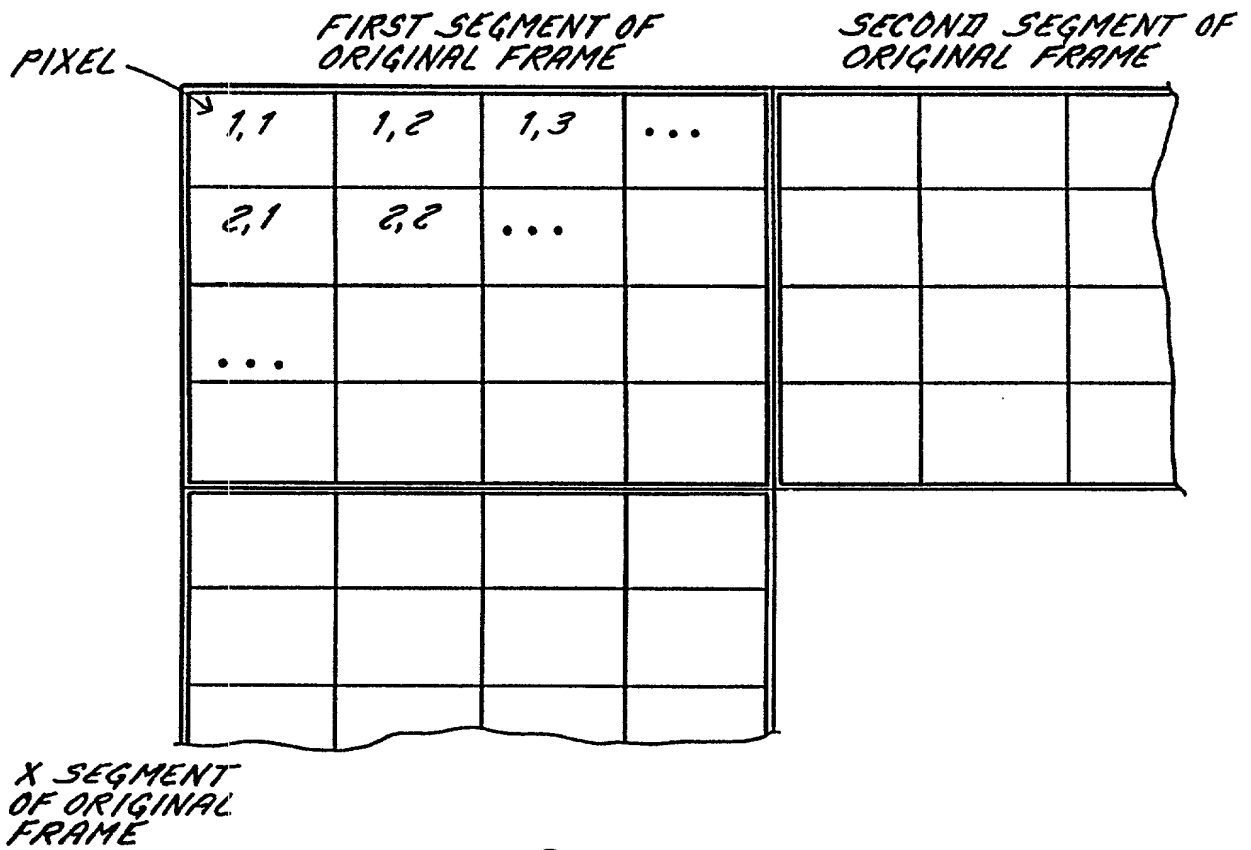 FIRST SEGMENT OF
ORIGINAL FRAME
SECOND SEGMENT OF
ORIGINAL FRAME
PIXEL
1,1 1,2 1,3 ...
2,1 2,2 ...
...
X SEGMENT
OF ORIGINAL
FRAME